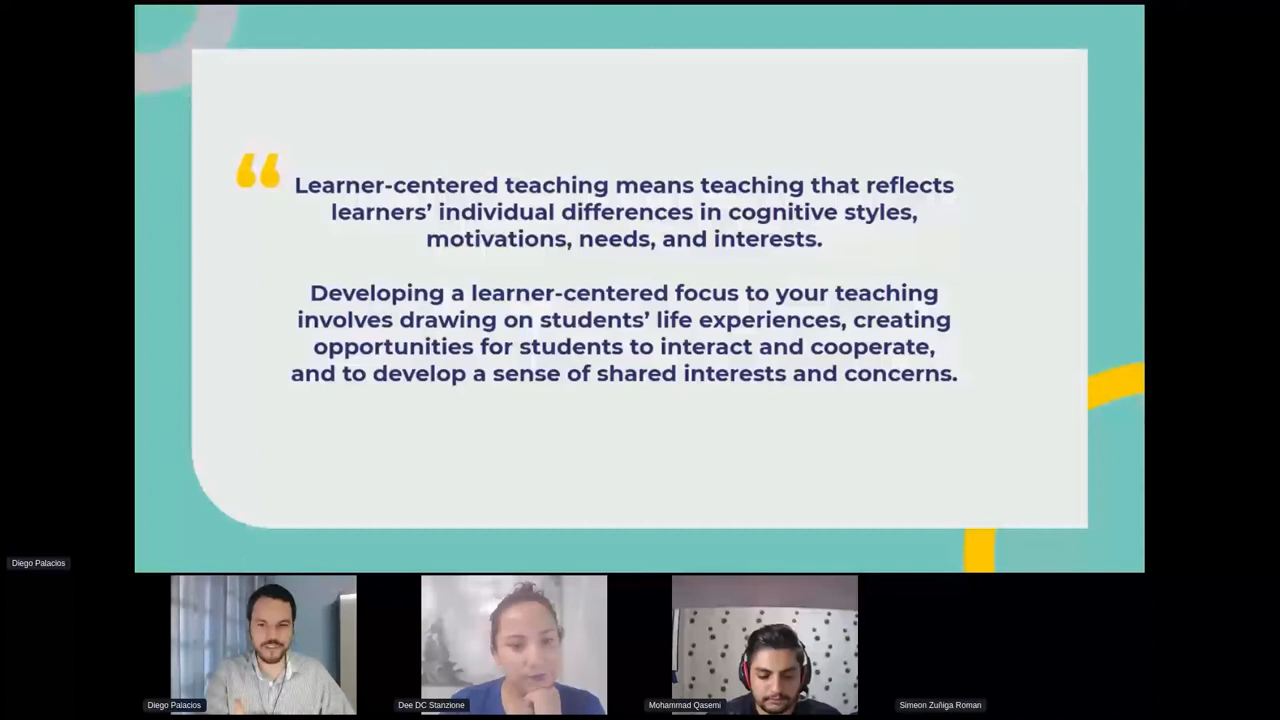 “
Learner-centered teaching means teaching that reflects
learners’ individual differences in cognitive styles,
motivations, needs, and interests.
Developing a learner-centered focus to your teaching
involves drawing on students’ life experiences, creating
opportunities for students to interact and cooperate,
and to develop a sense of shared interests and concerns.
Diego Palacios
Diego Palacios
Dee DC Stanzione
Mohammad Qasemi
Simeon Zuñiga Roman